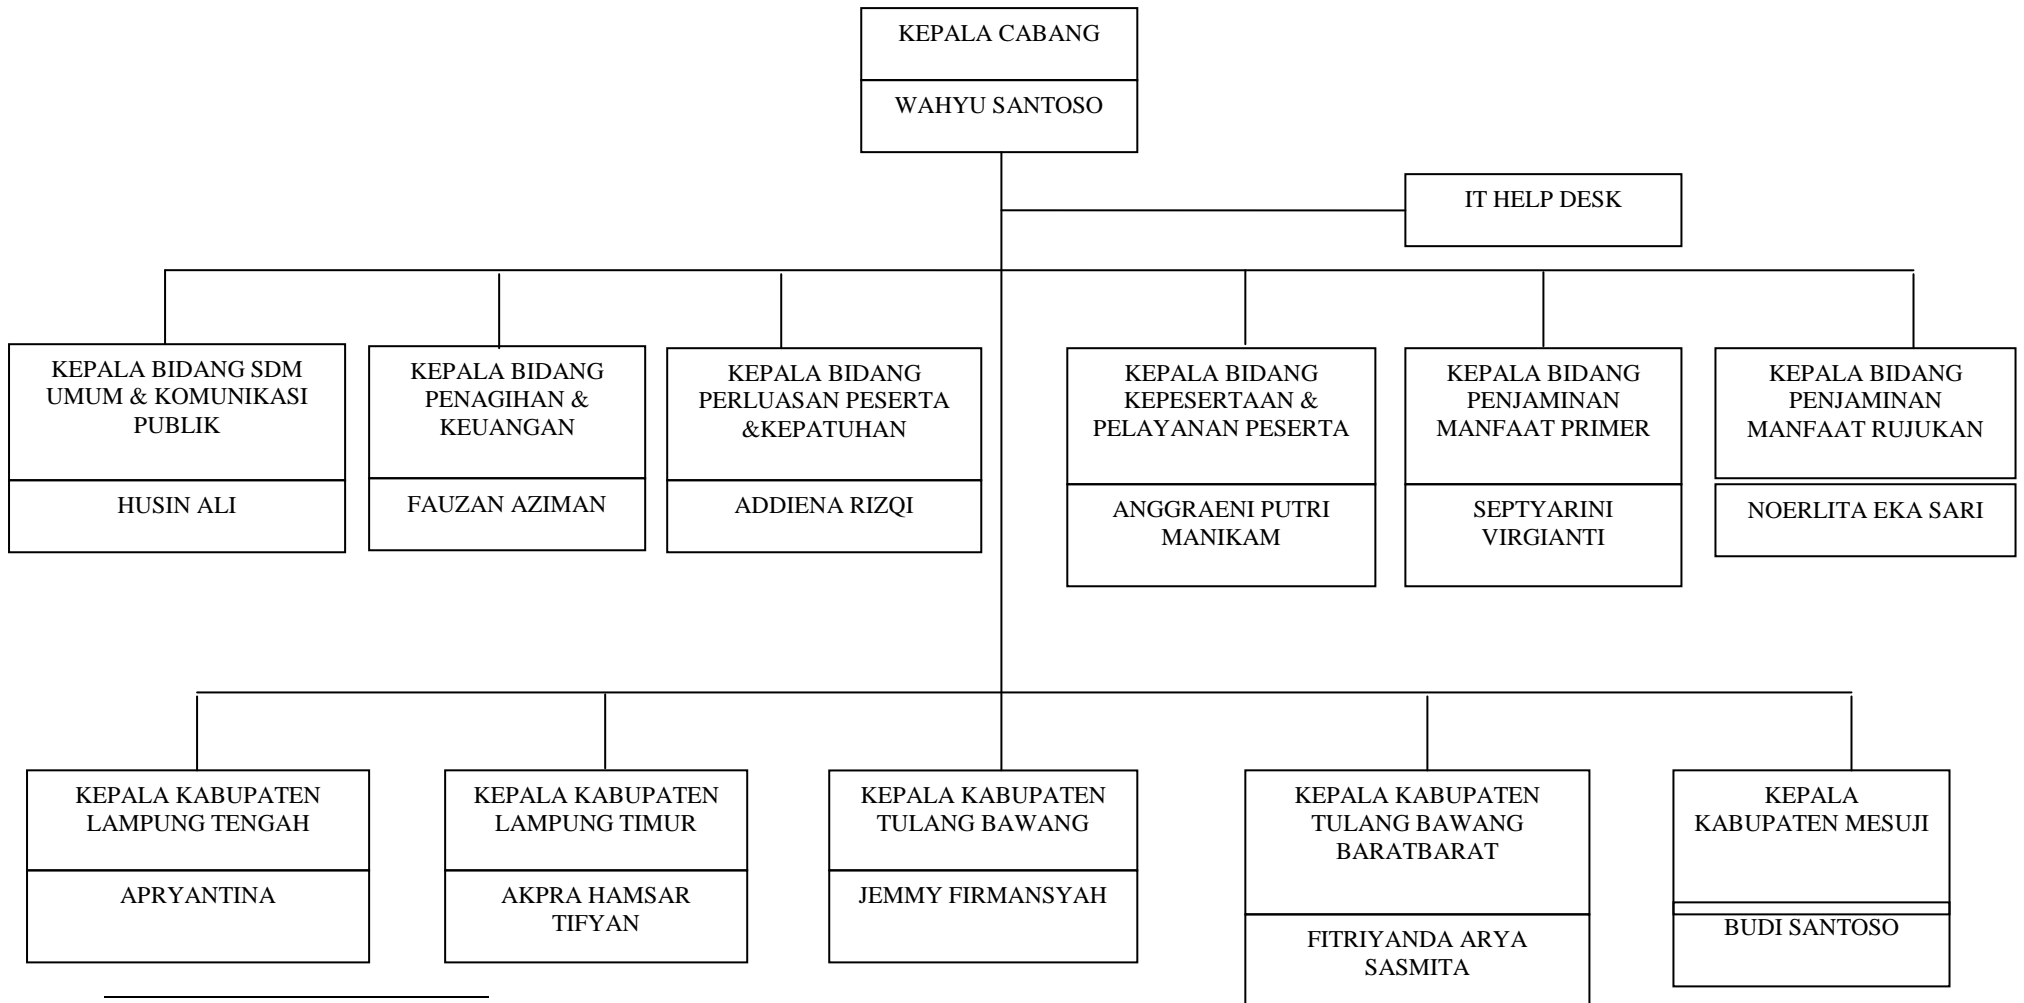 KEPALA CABANG
WAHYU SANTOSO
IT HELP DESK
KEPALA BIDANG SDM
UMUM & KOMUNIKASI
PUBLIK
HUSIN ALI
KEPALA BIDANG
PENAGIHAN &
KEUANGAN
FAUZAN AZIMAN
KEPALA BIDANG
PERLUASAN PESERTA
&KEPATUHAN
ADDIENA RIZQI
KEPALA BIDANG
KEPESERTAAN &
PELAYANAN PESERTA
ANGGRAENI PUTRI
MANIKAM
KEPALA BIDANG
PENJAMINAN
MANFAAT PRIMER
SEPTYARINI
VIRGIANTI
KEPALA BIDANG
PENJAMINAN
MANFAAT RUJUKAN
NOERLITA EKA SARI
KEPALA KABUPATEN
LAMPUNG TENGAH
APRYANTINA
KEPALA KABUPATEN
LAMPUNG TIMUR
AKPRA HAMSAR
TIFYAN
KEPALA KABUPATEN
TULANG BAWANG
JEMMY FIRMANSYAH
KEPALA KABUPATEN
TULANG BAWANG
BARATBARAT
FITRIYANDA ARYA
SASMITA
KEPALA
KABUPATEN MESUJI
BUDI SANTOSO